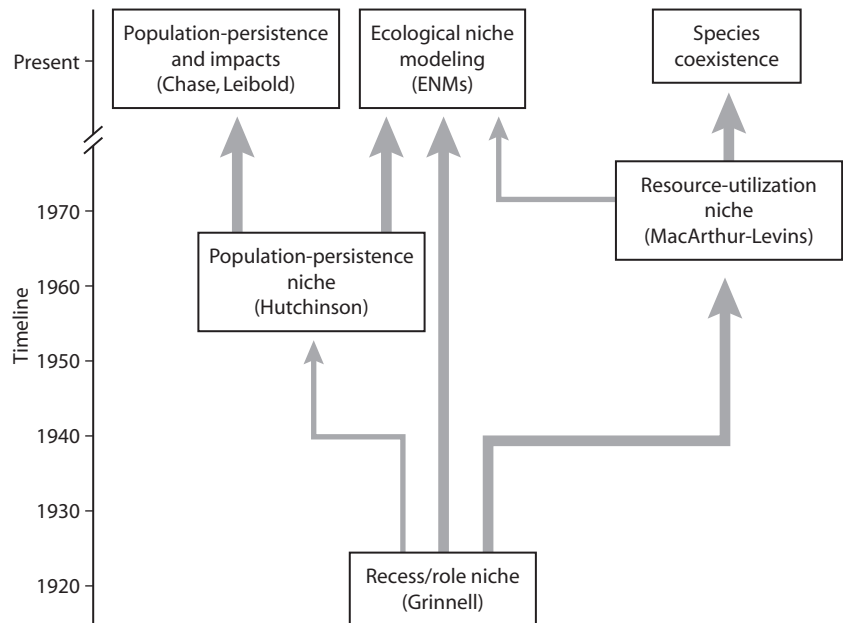 Population-persistence
and impacts
(Chase, Leibold)
Ecological niche
modeling
(ENMs)
Species
coexistence
Present
Resource-utilization
niche
(MacArthur-Levins)
1970
Population-persistence
niche
(Hutchinson)
1960
Timeline
1950
1940
1930
Recess/role niche
(Grinnell)
1920